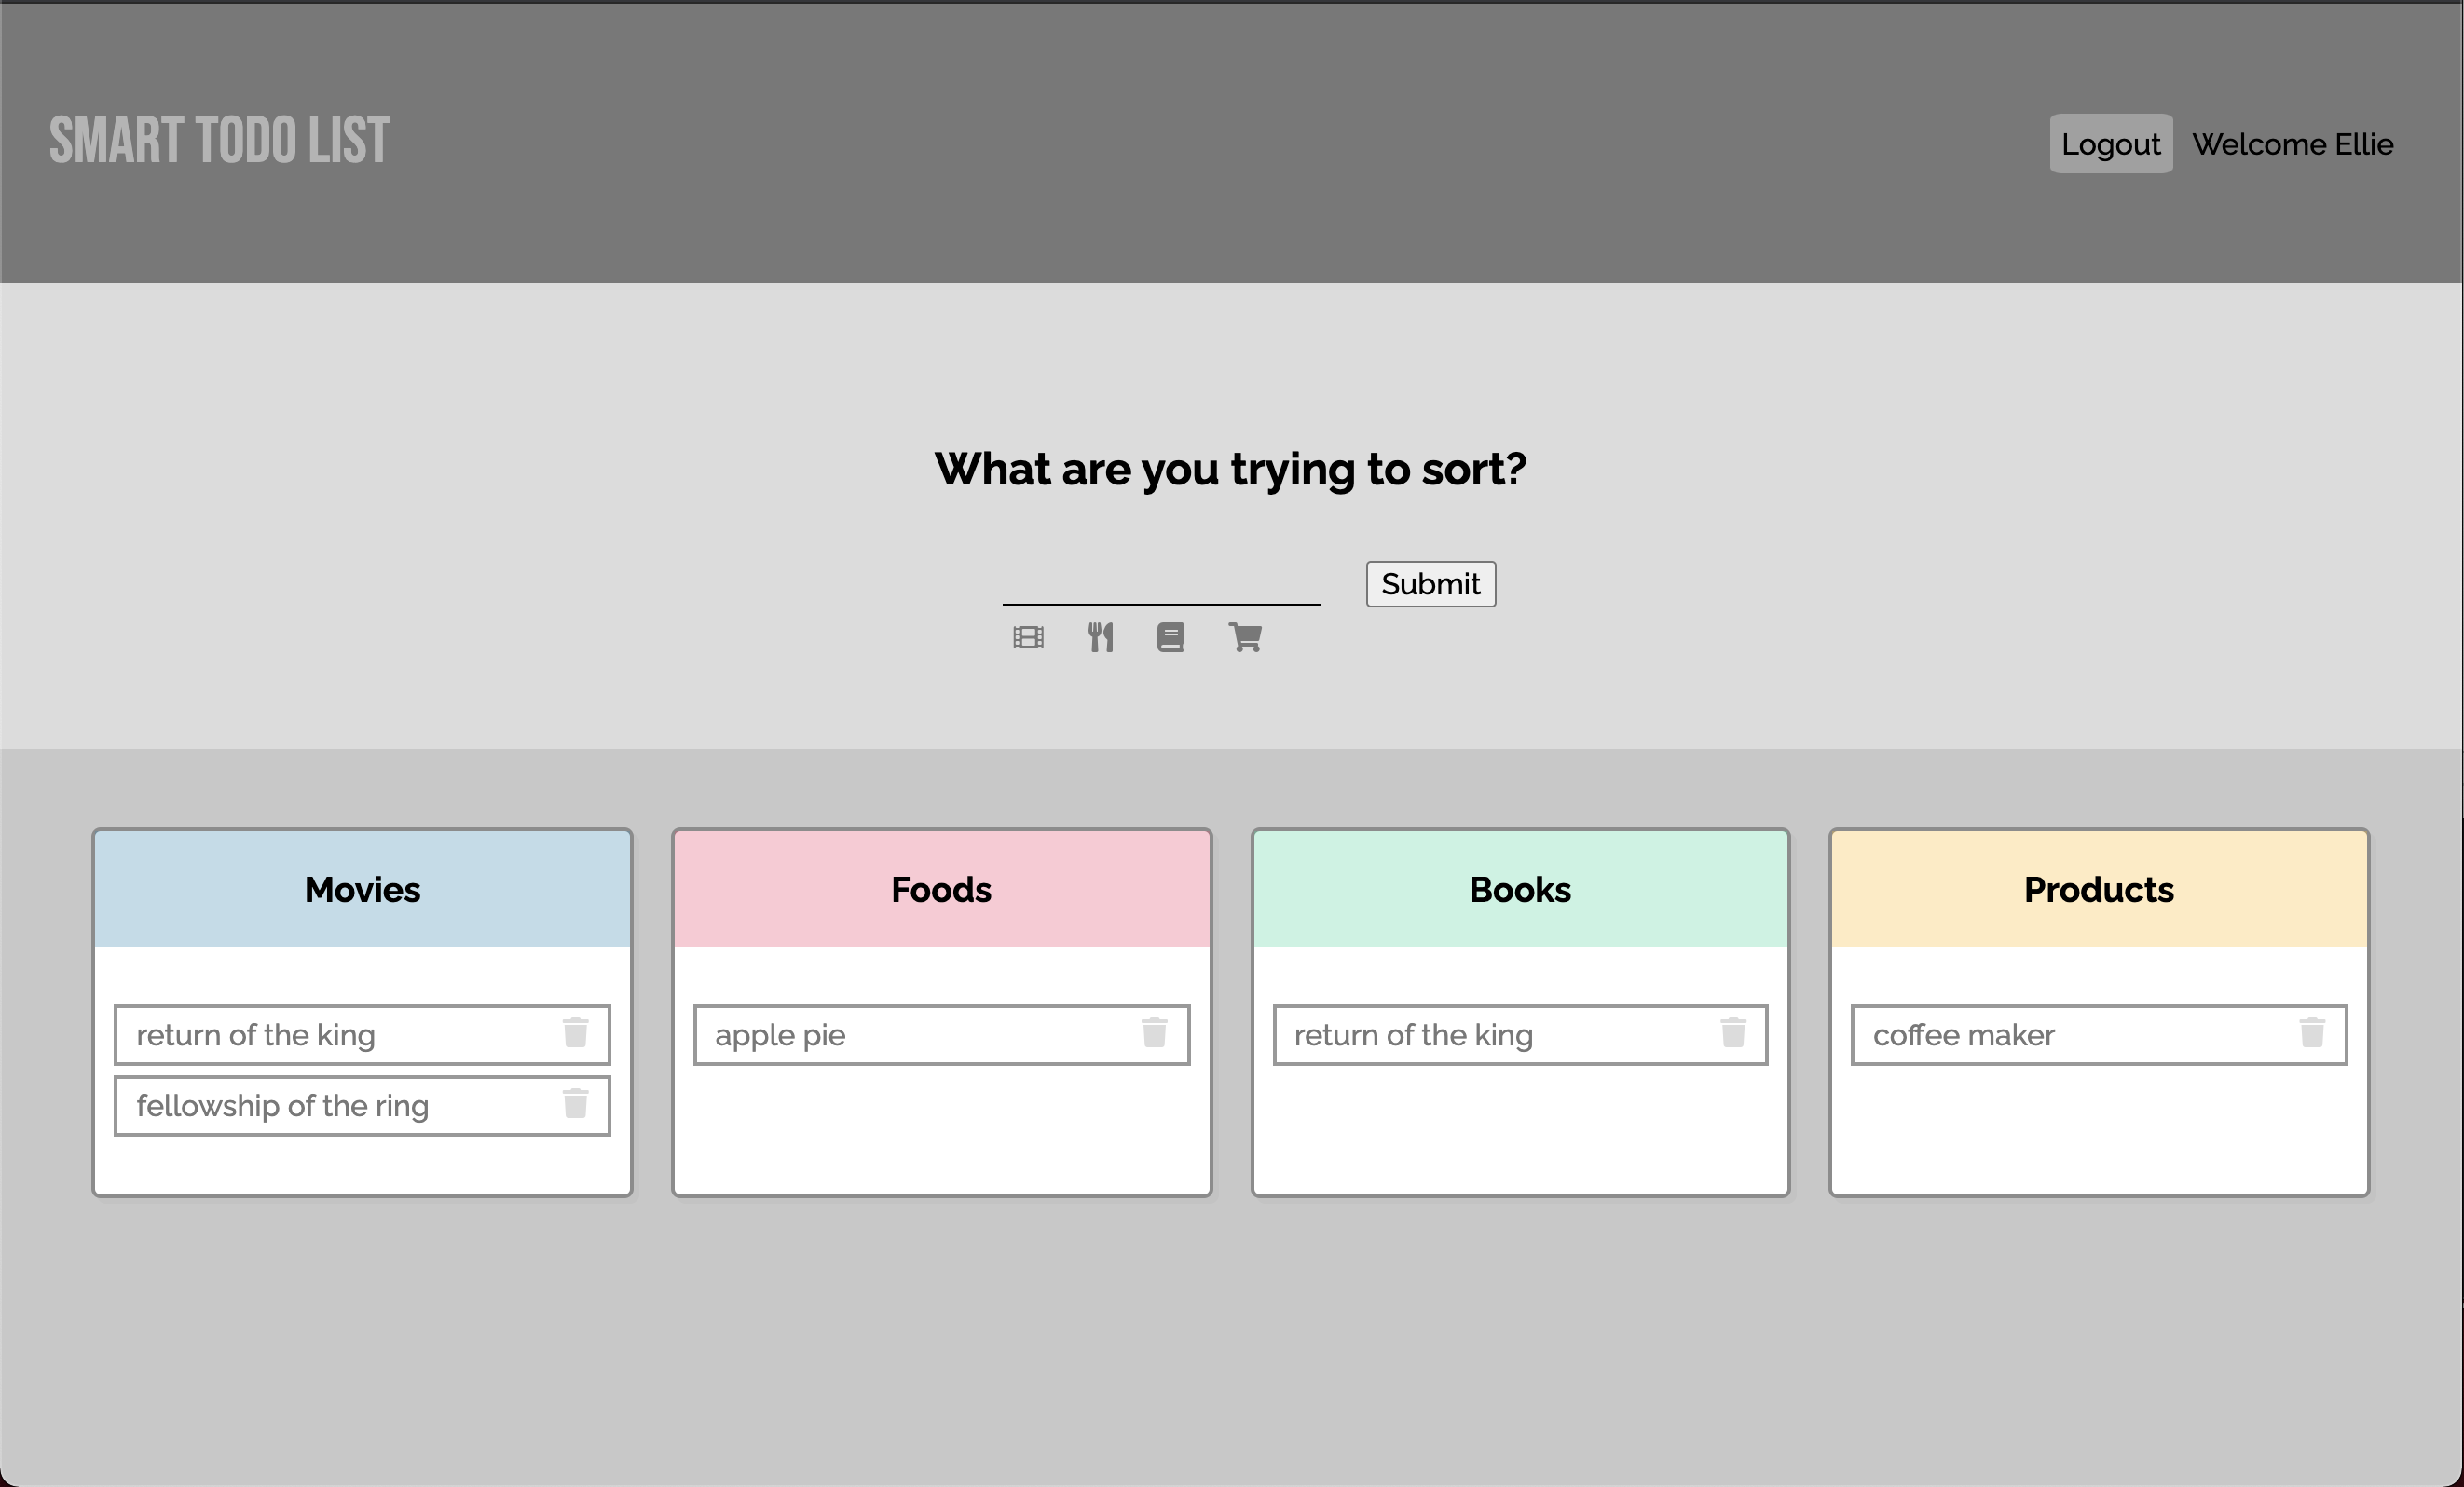 SMART TODO LIST
Logout Welcome Ellie
What are you trying to sort?
Submit
Movies
return of the king
fellowship of the ring
Foods
apple pie
Books
return of the king
Products
coffee maker